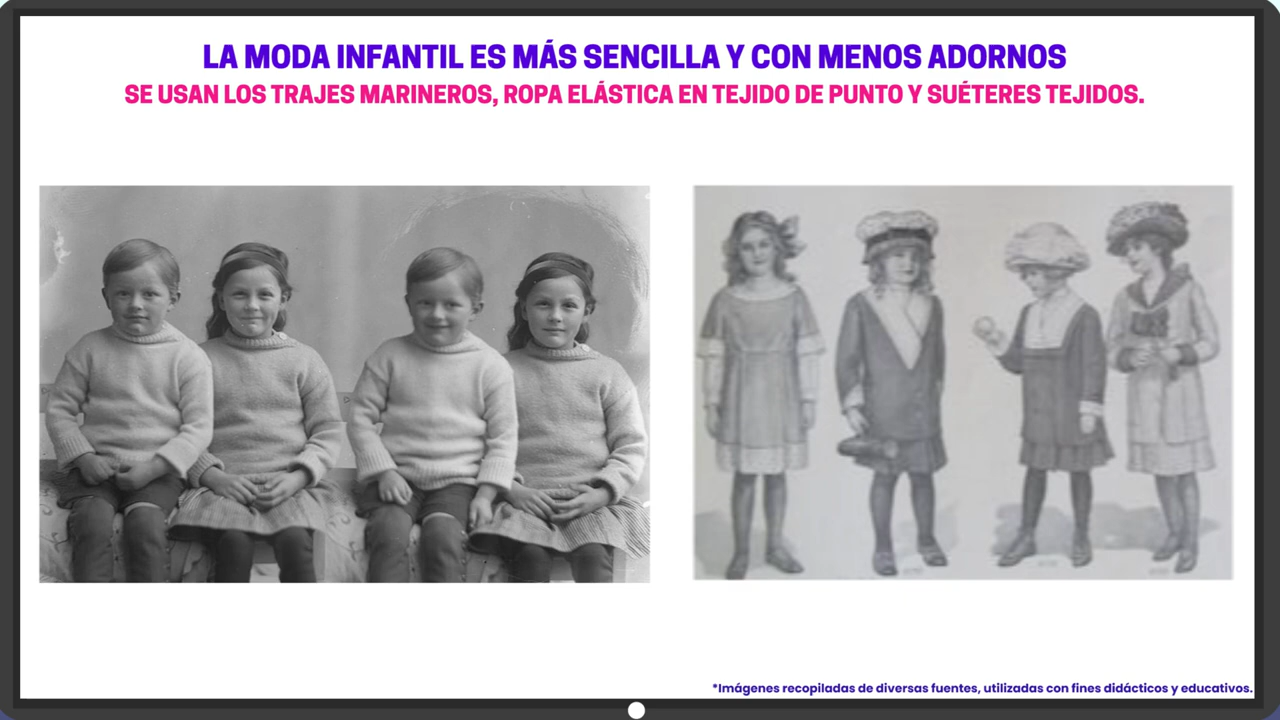 LA MODA INFANTIL ES MÁS SENCILLA Y CON MENOS ADORNOS
SE USAN LOS TRAJES MARINEROS, ROPA ELÁSTICA EN TEJIDO DE PUNTO Y SUÉTERES TEJIDOS.
*Imágenes recopiladas de diversas fuentes, utilizadas con fines didácticos y educativos.